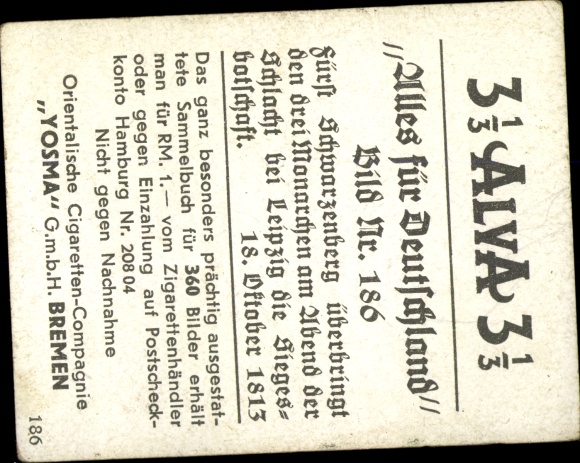 3⅓ ALVA 3⅓
„Alles für Deutschland"
Bild Nr. 186
Fürst Schwarzenberg überbringt
den drei Monarchen am Abend der
Schlacht bei Leipzig die Sieges-
botschaft. 18. Oktober 1813
Das ganz besonders prächtig ausgestat-
tete Sammelbuch für 360 Bilder erhält
man für RM. 1.— vom Zigarettenhändler
oder gegen Einzahlung auf Postscheck-
konto Hamburg Nr. 20804
Nicht gegen Nachnahme
Orientalische Cigaretten-Compagnie
„YOSMA" G.m.b.H. BREMEN
186